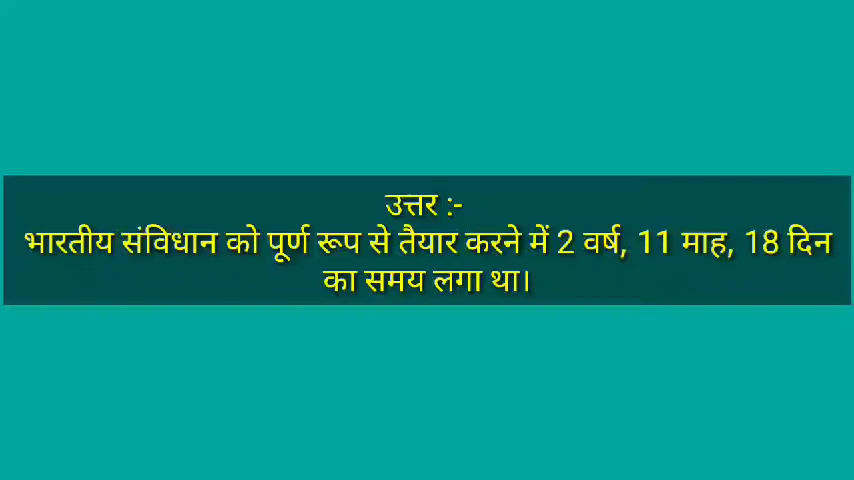 उत्तर :-
भारतीय संविधान को पूर्ण रूप से तैयार करने में 2 वर्ष, 11 माह, 18 दिन
का समय लगा था।